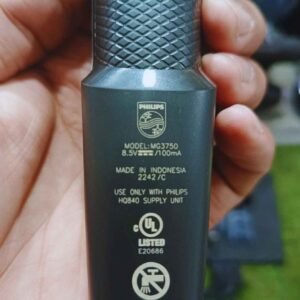 PHILIPS
MODEL: MG3750
8.5V⎓/100mA
MADE IN INDONESIA
2242/C
USE ONLY WITH PHILIPS
HQ840 SUPPLY UNIT
c UL
LISTED
E20686